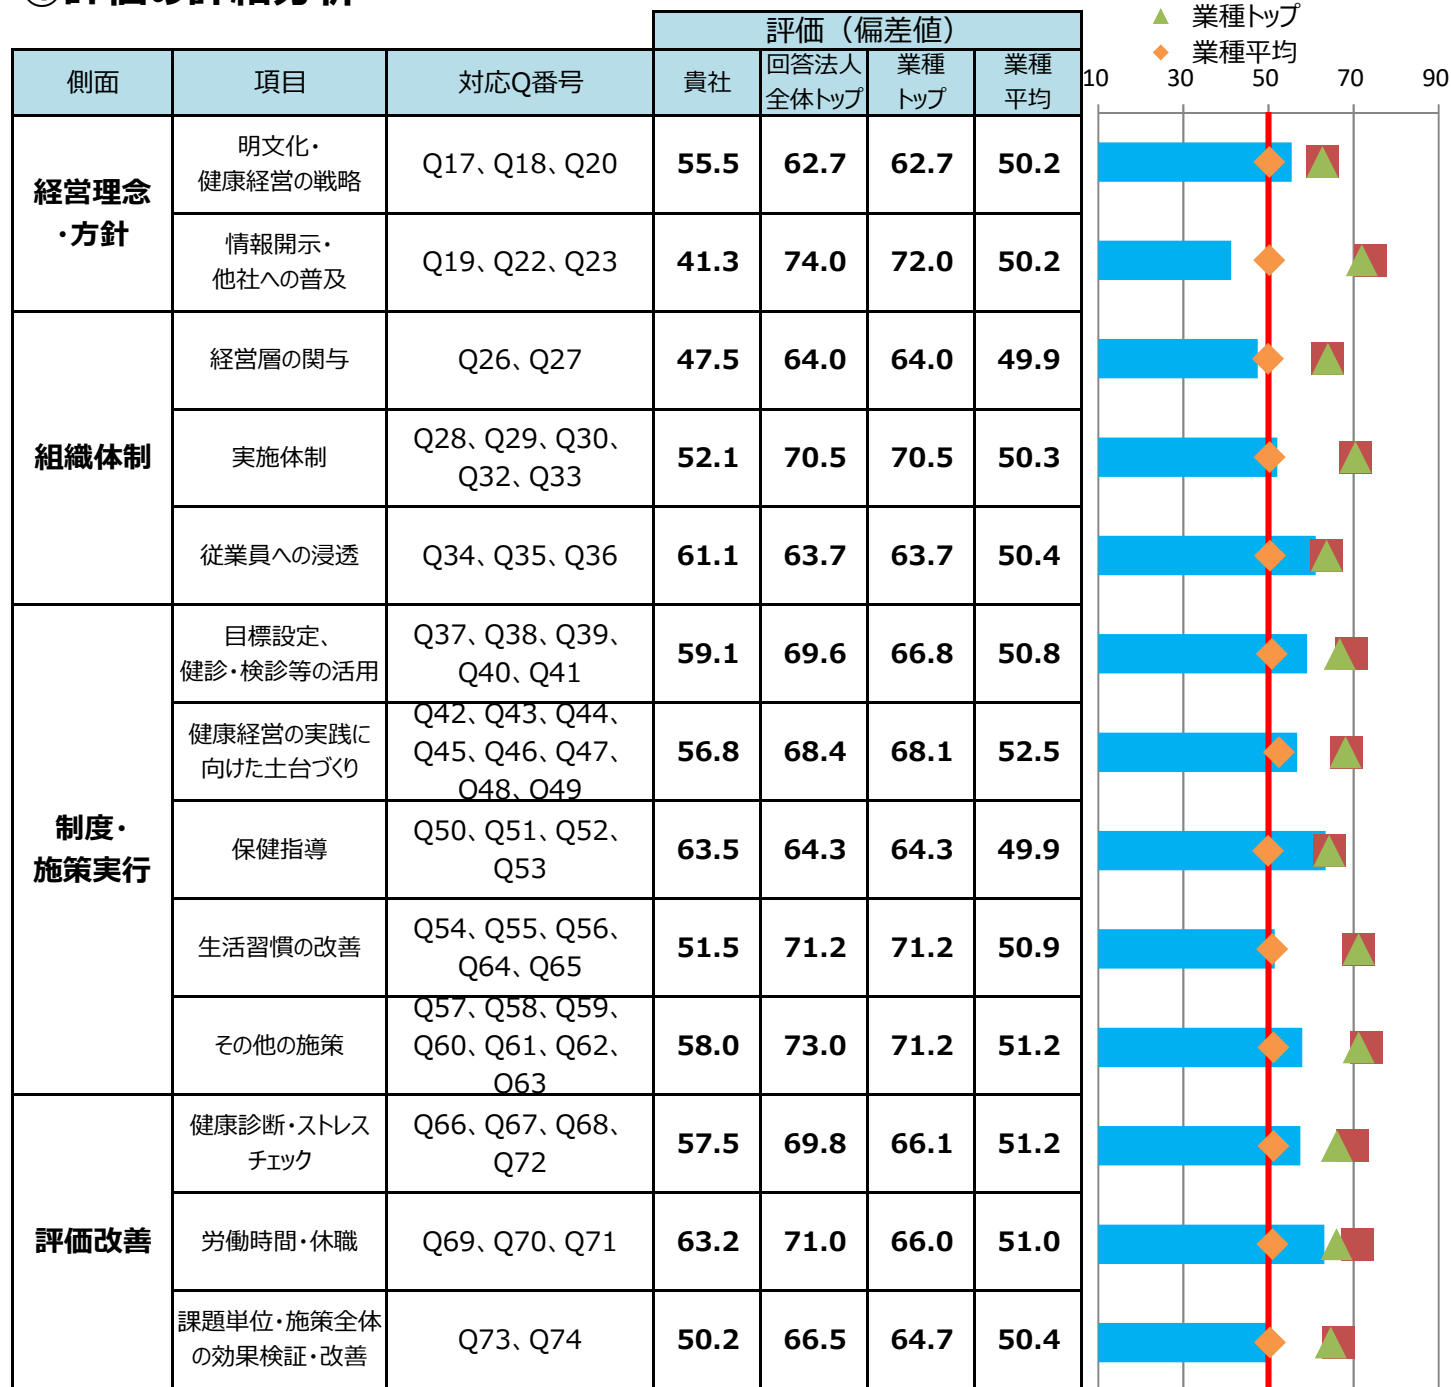 評価（偏差値）
▲ 業種トップ
◆ 業種平均
側面 項目 対応Q番号 貴社 回答法人全体トップ 業種トップ 業種平均
10 30 50 70 90
経営理念・方針
明文化・健康経営の戦略 Q17、Q18、Q20 55.5 62.7 62.7 50.2
情報開示・他社への普及 Q19、Q22、Q23 41.3 74.0 72.0 50.2
組織体制
経営層の関与 Q26、Q27 47.5 64.0 64.0 49.9
実施体制 Q28、Q29、Q30、Q32、Q33 52.1 70.5 70.5 50.3
従業員への浸透 Q34、Q35、Q36 61.1 63.7 63.7 50.4
制度・施策実行
目標設定、健診・検診等の活用 Q37、Q38、Q39、Q40、Q41 59.1 69.6 66.8 50.8
健康経営の実践に向けた土台づくり Q42、Q43、Q44、Q45、Q46、Q47、Q48、Q49 56.8 68.4 68.1 52.5
保健指導 Q50、Q51、Q52、Q53 63.5 64.3 64.3 49.9
生活習慣の改善 Q54、Q55、Q56、Q64、Q65 51.5 71.2 71.2 50.9
その他の施策 Q57、Q58、Q59、Q60、Q61、Q62、Q63 58.0 73.0 71.2 51.2
評価改善
健康診断・ストレスチェック Q66、Q67、Q68、Q72 57.5 69.8 66.1 51.2
労働時間・休職 Q69、Q70、Q71 63.2 71.0 66.0 51.0
課題単位・施策全体の効果検証・改善 Q73、Q74 50.2 66.5 64.7 50.4